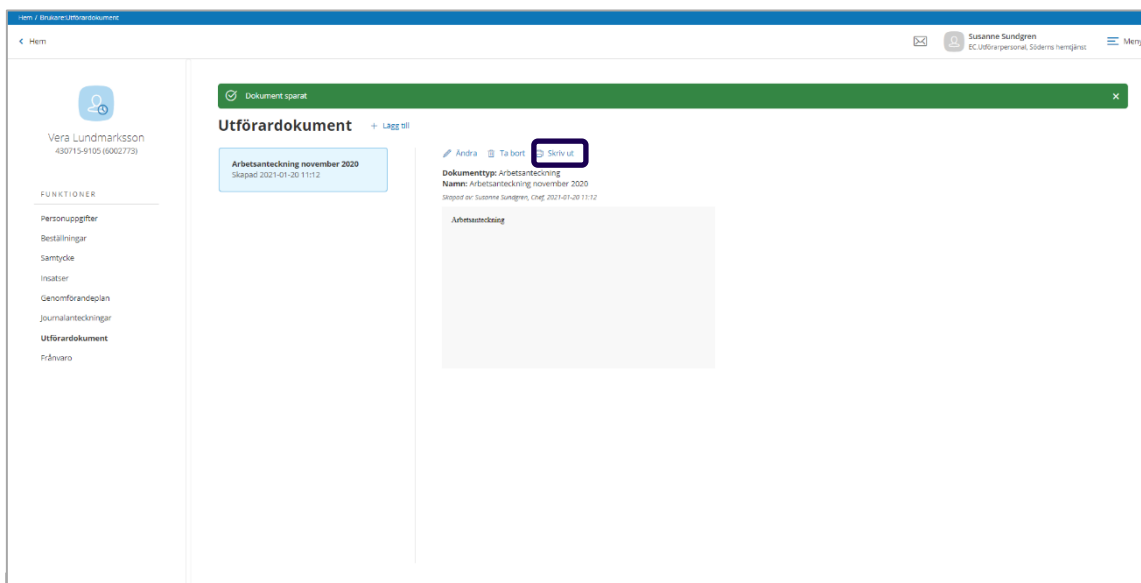 Hem / Brukare:Utförardokument
Hem
Susanne Sundgren
EC.Utförarpersonal, Söderns hemtjänst
Meny
Dokument sparat
Vera Lundmarksson
430715-9105 (6002773)
FUNKTIONER
Personuppgifter
Beställningar
Samtycke
Insatser
Genomförandeplan
Journalanteckningar
Utförardokument
Frånvaro
Utförardokument + Lägg till
Arbetsanteckning november 2020
Skapad 2021-01-20 11:12
Ändra Ta bort Skriv ut
Dokumenttyp: Arbetsanteckning
Namn: Arbetsanteckning november 2020
Skapad av: Susanne Sundgren, Chef, 2021-01-20 11:12
Arbetsanteckning